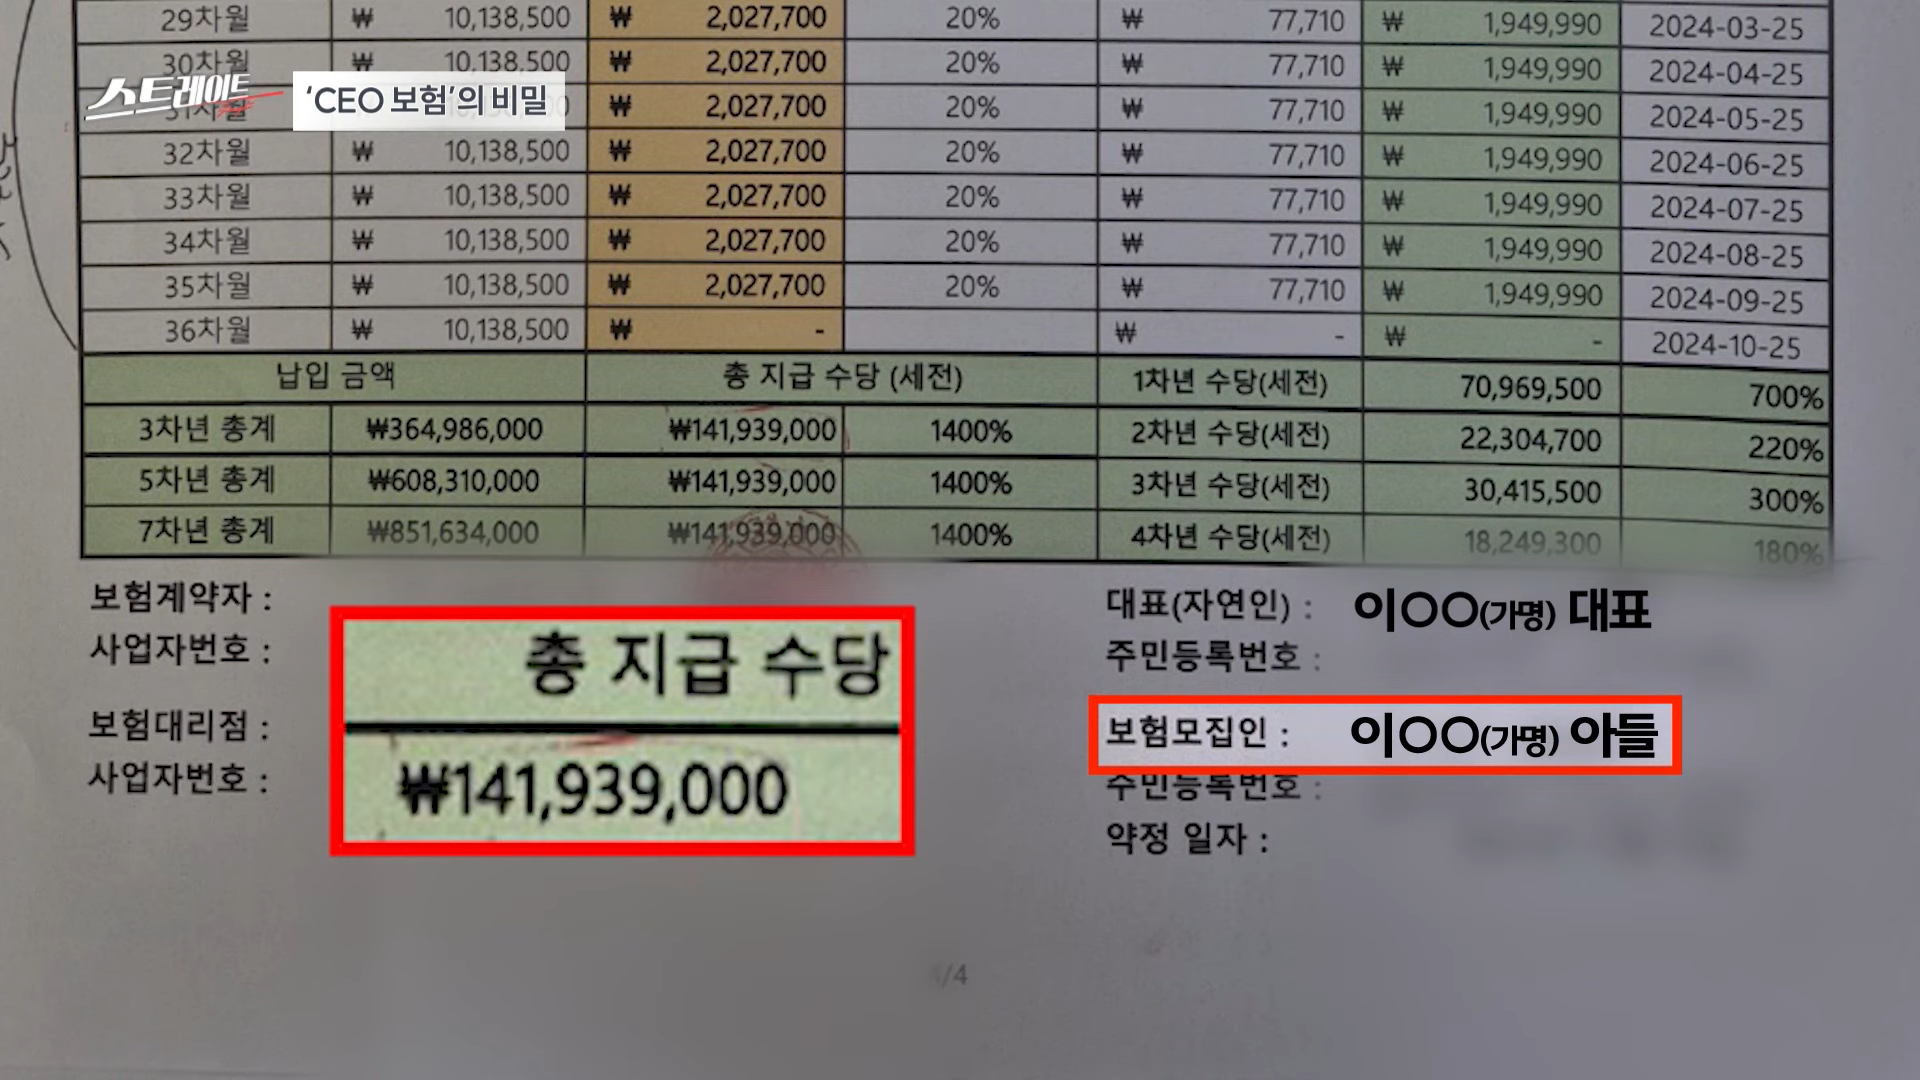 29차월 ₩ 10,138,500 ₩ 2,027,700 20% ₩ 77,710 ₩ 1,949,990 2024-03-25
30차월 ₩ 10,138,500 ₩ 2,027,700 20% ₩ 77,710 ₩ 1,949,990 2024-04-25
스트레이트 'CEO 보험'의 비밀
31차월 ₩ 2,027,700 20% ₩ 77,710 ₩ 1,949,990 2024-05-25
32차월 ₩ 10,138,500 ₩ 2,027,700 20% ₩ 77,710 ₩ 1,949,990 2024-06-25
33차월 ₩ 10,138,500 ₩ 2,027,700 20% ₩ 77,710 ₩ 1,949,990 2024-07-25
34차월 ₩ 10,138,500 ₩ 2,027,700 20% ₩ 77,710 ₩ 1,949,990 2024-08-25
35차월 ₩ 10,138,500 ₩ 2,027,700 20% ₩ 77,710 ₩ 1,949,990 2024-09-25
36차월 ₩ 10,138,500 ₩ - ₩ - ₩ - 2024-10-25
납입 금액 총 지급 수당 (세전) 1차년 수당(세전) 70,969,500 700%
3차년 총계 ₩364,986,000 ₩141,939,000 1400% 2차년 수당(세전) 22,304,700 220%
5차년 총계 ₩608,310,000 ₩141,939,000 1400% 3차년 수당(세전) 30,415,500 300%
7차년 총계 ₩851,634,000 ₩141,939,000 1400% 4차년 수당(세전) 18,249,300 180%
보험계약자 : 대표(자연인) : 이○○(가명) 대표
사업자번호 : 주민등록번호 :
총 지급 수당
보험대리점 : 보험모집인 : 이○○(가명) 아들
사업자번호 : ₩141,939,000 주민등록번호 :
약정 일자 :
/4